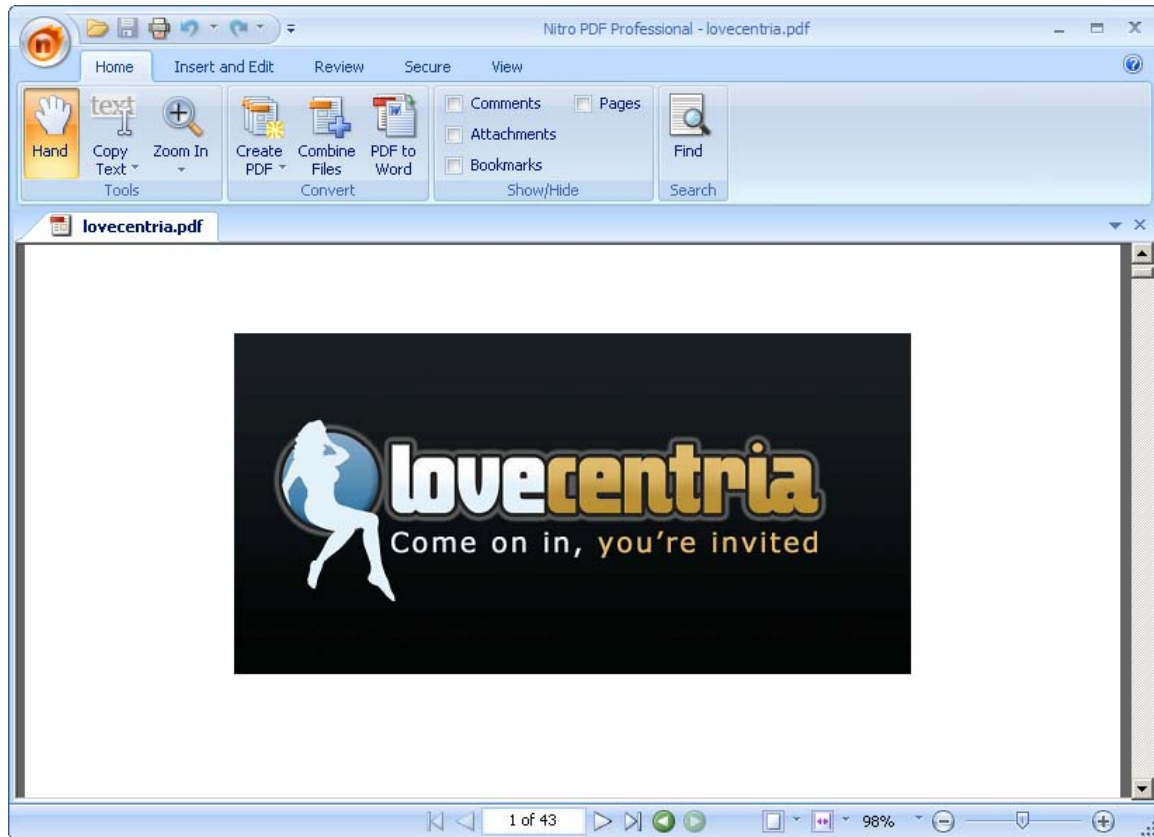 Nitro PDF Professional - lovecentria.pdf
Home Insert and Edit Review Secure View
Hand
text
Copy Text
Zoom In
Tools
Create PDF
Combine Files
PDF to Word
Convert
Comments Pages
Attachments
Bookmarks
Show/Hide
Find
Search
lovecentria.pdf
lovecentria
Come on in, you're invited
1 of 43
98%